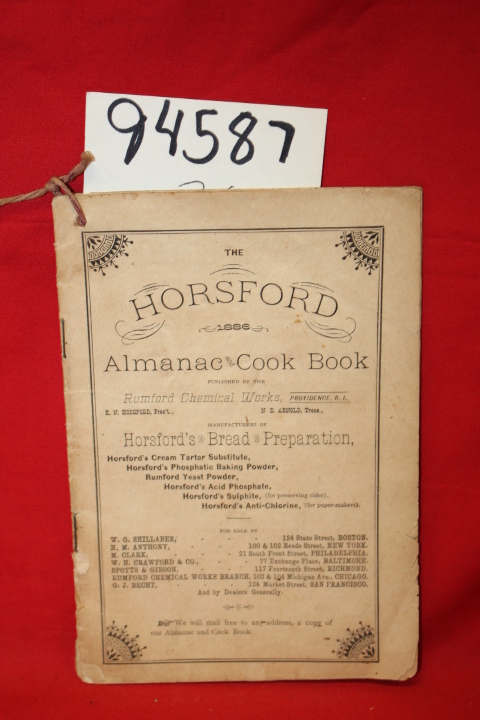 94587
THE
HORSFORD
1886
Almanac and Cook Book
PUBLISHED BY THE
Rumford Chemical Works, PROVIDENCE, R. I.
E. N. HORSFORD, Pres't., N. D. ARNOLD, Treas.,
MANUFACTURERS OF
Horsford's Bread Preparation,
Horsford's Cream Tartar Substitute,
Horsford's Phosphatic Baking Powder,
Rumford Yeast Powder,
Horsford's Acid Phosphate,
Horsford's Sulphite, (for preserving cider).
Horsford's Anti-Chlorine, (for paper-makers).
FOR SALE BY
W. G. SHILLABER, - - - 124 State Street, BOSTON.
H. M. ANTHONY, - - 100 & 102 Reade Street, NEW YORK.
M. CLARK, - - 21 South Front Street, PHILADELPHIA.
W. H. CRAWFORD & CO., - 77 Exchange Place, BALTIMORE.
SPOTTS & GIBSON, - 117 Fourteenth Street, RICHMOND.
RUMFORD CHEMICAL WORKS BRANCH, 102 & 104 Michigan Ave., CHICAGO.
G. J. BECHT, - - 124 Market Street, SAN FRANCISCO.
And by Dealers Generally.
We will mail free to any address, a copy of
our Almanac and Cook Book.